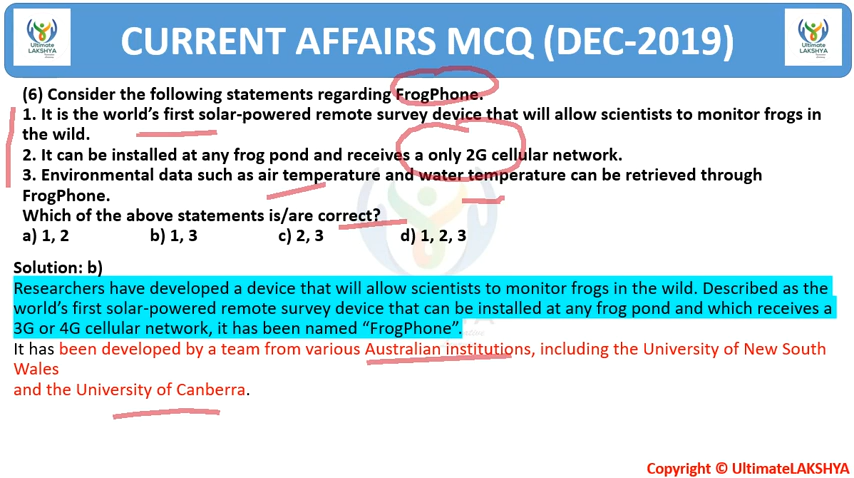 Ultimate
LAKSHYA
CURRENT AFFAIRS MCQ (DEC-2019)
Ultimate
LAKSHYA
(6) Consider the following statements regarding FrogPhone.
1. It is the world's first solar-powered remote survey device that will allow scientists to monitor frogs in
the wild.
2. It can be installed at any frog pond and receives a only 2G cellular network.
3. Environmental data such as air temperature and water temperature can be retrieved through
FrogPhone.
Which of the above statements is/are correct?
a) 1, 2 b) 1, 3 c) 2, 3 d) 1, 2, 3
Solution: b)
Researchers have developed a device that will allow scientists to monitor frogs in the wild. Described as the
world's first solar-powered remote survey device that can be installed at any frog pond and which receives a
3G or 4G cellular network, it has been named "FrogPhone".
It has been developed by a team from various Australian institutions, including the University of New South
Wales
and the University of Canberra.
Copyright © UltimateLAKSHYA